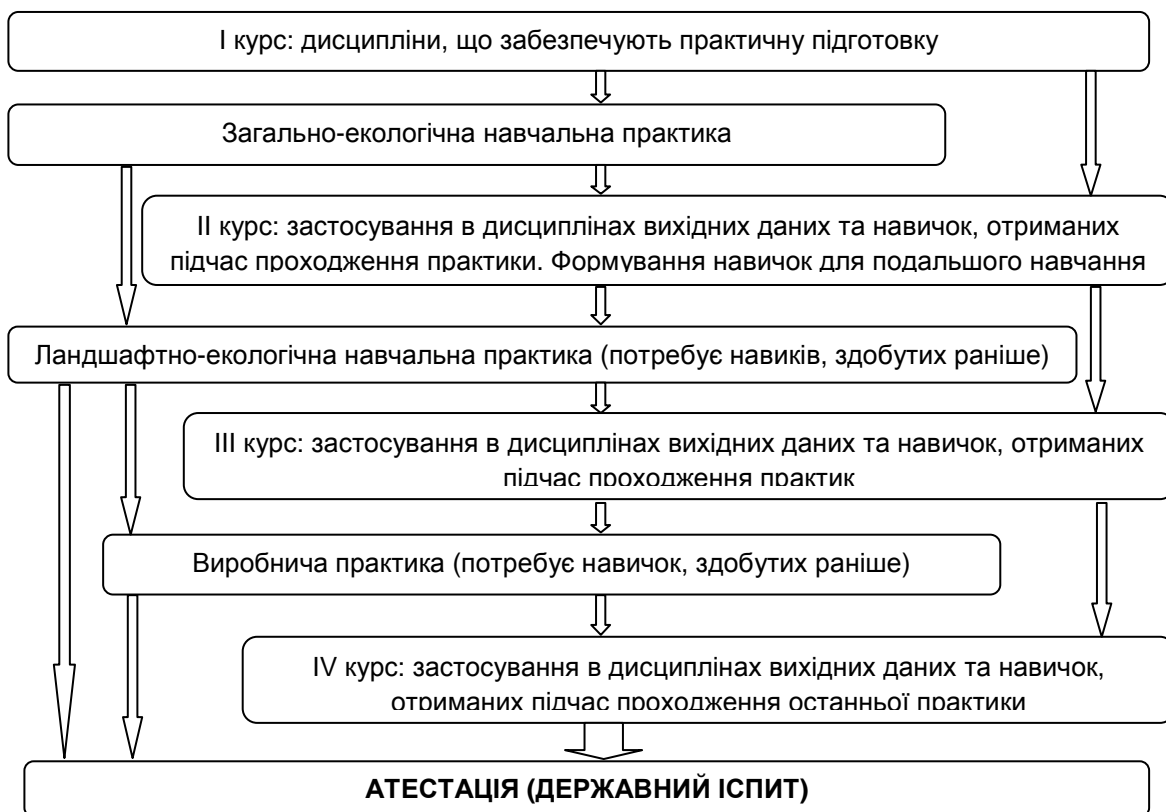 І курс: дисципліни, що забезпечують практичну підготовку
Загально-екологічна навчальна практика
ІІ курс: застосування в дисциплінах вихідних даних та навичок, отриманих
підчас проходження практики. Формування навичок для подальшого навчання
Ландшафтно-екологічна навчальна практика (потребує навиків, здобутих раніше)
ІІІ курс: застосування в дисциплінах вихідних даних та навичок, отриманих
підчас проходження практик
Виробнича практика (потребує навичок, здобутих раніше)
IV курс: застосування в дисциплінах вихідних даних та навичок,
отриманих підчас проходження останньої практики
АТЕСТАЦІЯ (ДЕРЖАВНИЙ ІСПИТ)